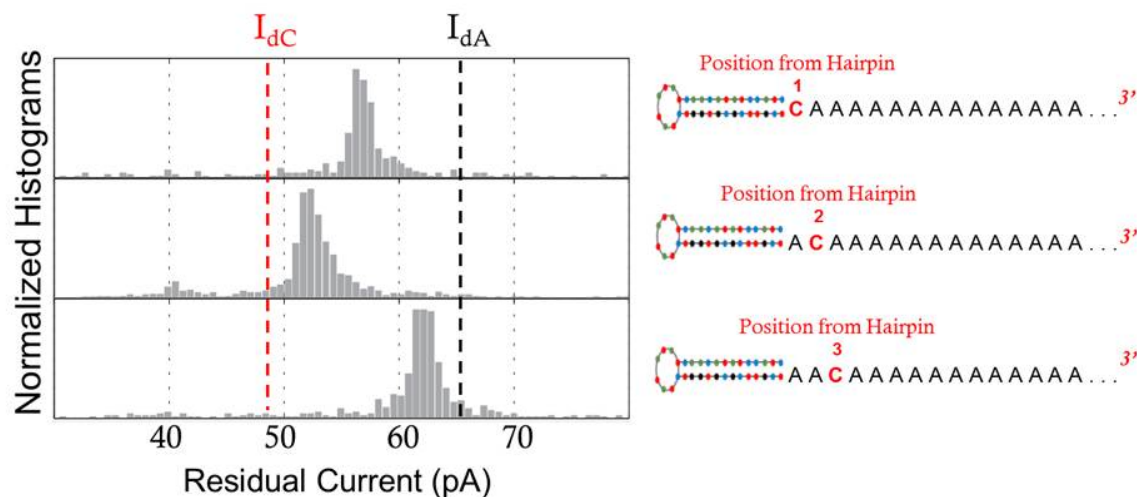 I_dC
I_dA
Normalized Histograms
40 50 60 70
Residual Current (pA)
Position from Hairpin
1
C A A A A A A A A A A A A A A . . . 3'
Position from Hairpin
2
A C A A A A A A A A A A A A A . . . 3'
Position from Hairpin
3
A A C A A A A A A A A A A A A . . . 3'